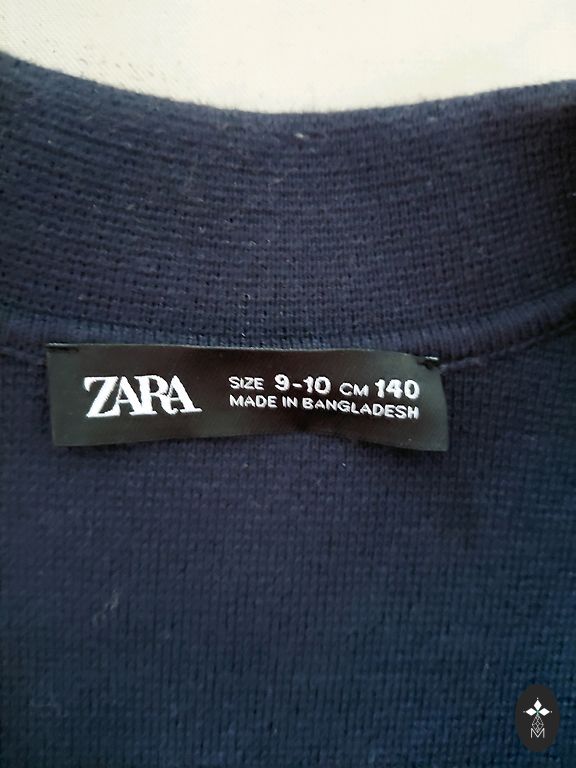 ZARA
SIZE 9-10 CM 140
MADE IN BANGLADESH
M